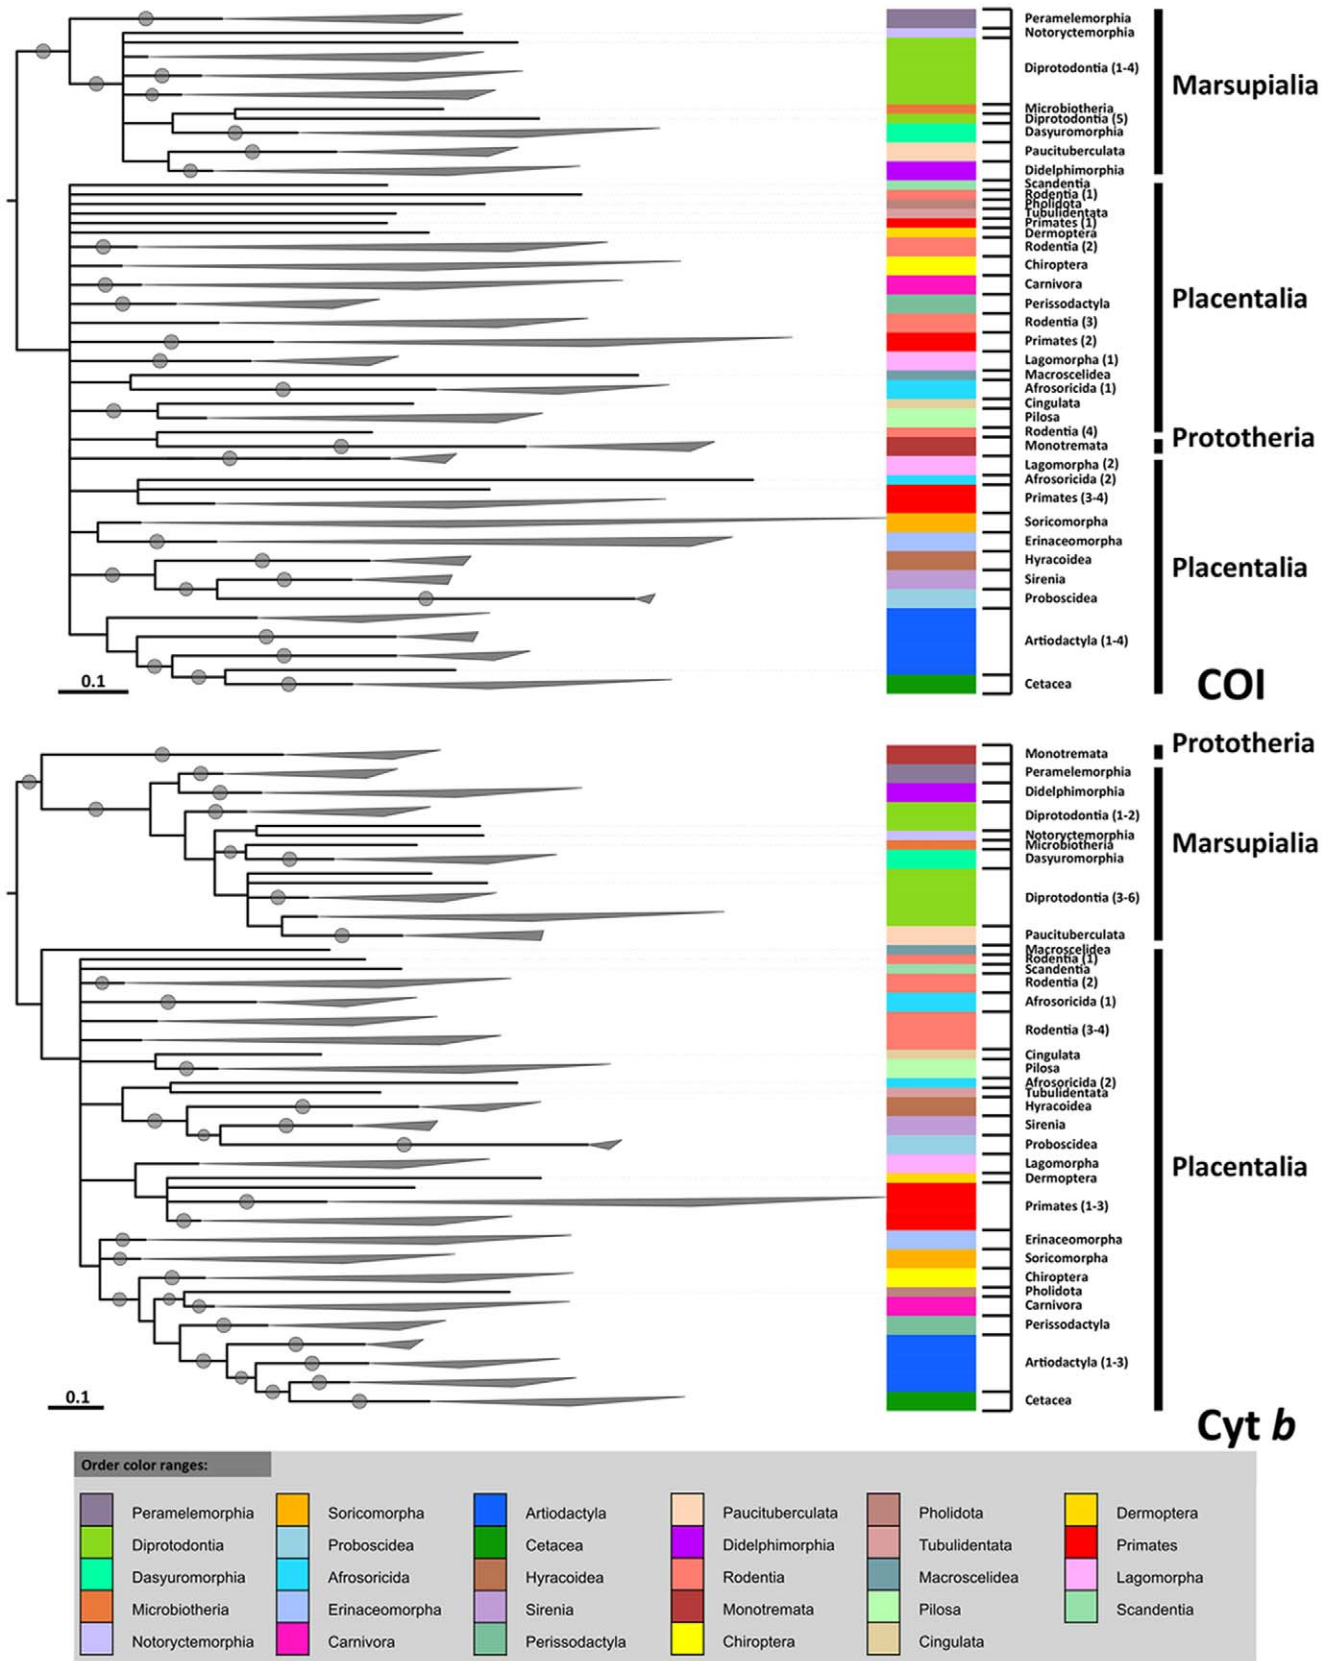 Peramelemorphia
Notoryctemorphia
Diprotodontia (1-4)
Marsupialia
Microbiotheria
Diprotodontia (5)
Dasyuromorphia
Paucituberculata
Didelphimorphia
Scandentia
Rodentia (1)
Pholidota
Tubulidentata
Primates (1)
Dermoptera
Rodentia (2)
Chiroptera
Carnivora
Placentalia
Perissodactyla
Rodentia (3)
Primates (2)
Lagomorpha (1)
Macroscelidea
Afrosoricida (1)
Cingulata
Pilosa
Rodentia (4)
Prototheria
Monotremata
Lagomorpha (2)
Afrosoricida (2)
Primates (3-4)
Soricomorpha
Erinaceomorpha
Hyracoidea
Placentalia
Sirenia
Proboscidea
Artiodactyla (1-4)
Cetacea
0.1
COI
Prototheria
Monotremata
Peramelemorphia
Didelphimorphia
Diprotodontia (1-2)
Notoryctemorphia
Marsupialia
Microbiotheria
Dasyuromorphia
Diprotodontia (3-6)
Paucituberculata
Macroscelidea
Rodentia (1)
Scandentia
Rodentia (2)
Afrosoricida (1)
Rodentia (3-4)
Cingulata
Pilosa
Afrosoricida (2)
Tubulidentata
Hyracoidea
Sirenia
Proboscidea
Lagomorpha
Placentalia
Dermoptera
Primates (1-3)
Erinaceomorpha
Soricomorpha
Chiroptera
Pholidota
Carnivora
Perissodactyla
Artiodactyla (1-3)
Cetacea
0.1
Cyt b
Order color ranges:
Peramelemorphia Soricomorpha Artiodactyla Paucituberculata Pholidota Dermoptera
Diprotodontia Proboscidea Cetacea Didelphimorphia Tubulidentata Primates
Dasyuromorphia Afrosoricida Hyracoidea Rodentia Macroscelidea Lagomorpha
Microbiotheria Erinaceomorpha Sirenia Monotremata Pilosa Scandentia
Notoryctemorphia Carnivora Perissodactyla Chiroptera Cingulata